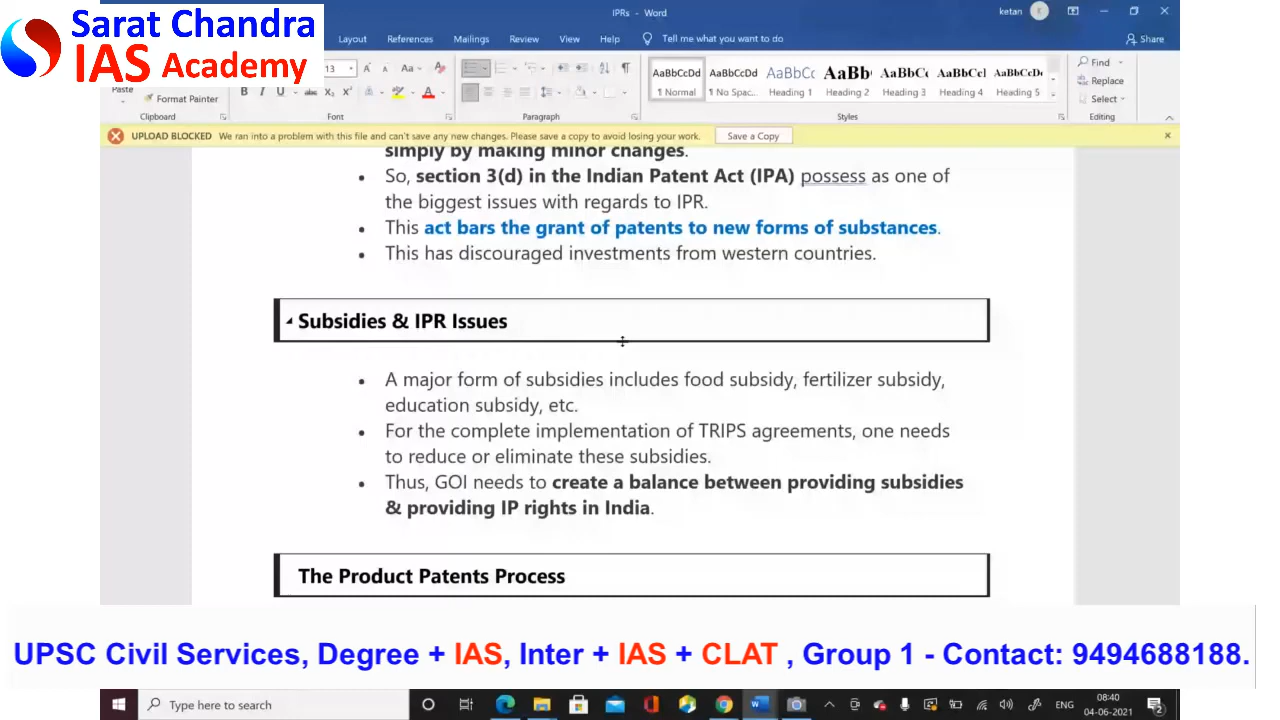 Sarat Chandra
IAS Academy
IPRs - Word
ketan
K
Layout References Mailings Review View Help Tell me what you want to do
Share
13
Aa
Paste
Format Painter
B I U abc X2 X2 A
Clipboard Font Paragraph Styles Editing
AaBbCcDd AaBbCcDd AaBbCc AaBb( AaBbCc AaBbCcI AaBbCcDc
1 Normal 1 No Spac... Heading 1 Heading 2 Heading 3 Heading 4 Heading 5
Find
Replace
Select
UPLOAD BLOCKED We ran into a problem with this file and can't save any new changes. Please save a copy to avoid losing your work. Save a Copy
simply by making minor changes.
• So, section 3(d) in the Indian Patent Act (IPA) possess as one of
the biggest issues with regards to IPR.
• This act bars the grant of patents to new forms of substances.
• This has discouraged investments from western countries.
Subsidies & IPR Issues
• A major form of subsidies includes food subsidy, fertilizer subsidy,
education subsidy, etc.
• For the complete implementation of TRIPS agreements, one needs
to reduce or eliminate these subsidies.
• Thus, GOI needs to create a balance between providing subsidies
& providing IP rights in India.
The Product Patents Process
UPSC Civil Services, Degree + IAS, Inter + IAS + CLAT , Group 1 - Contact: 9494688188.
Type here to search
ENG
08:40
04-06-2021
2